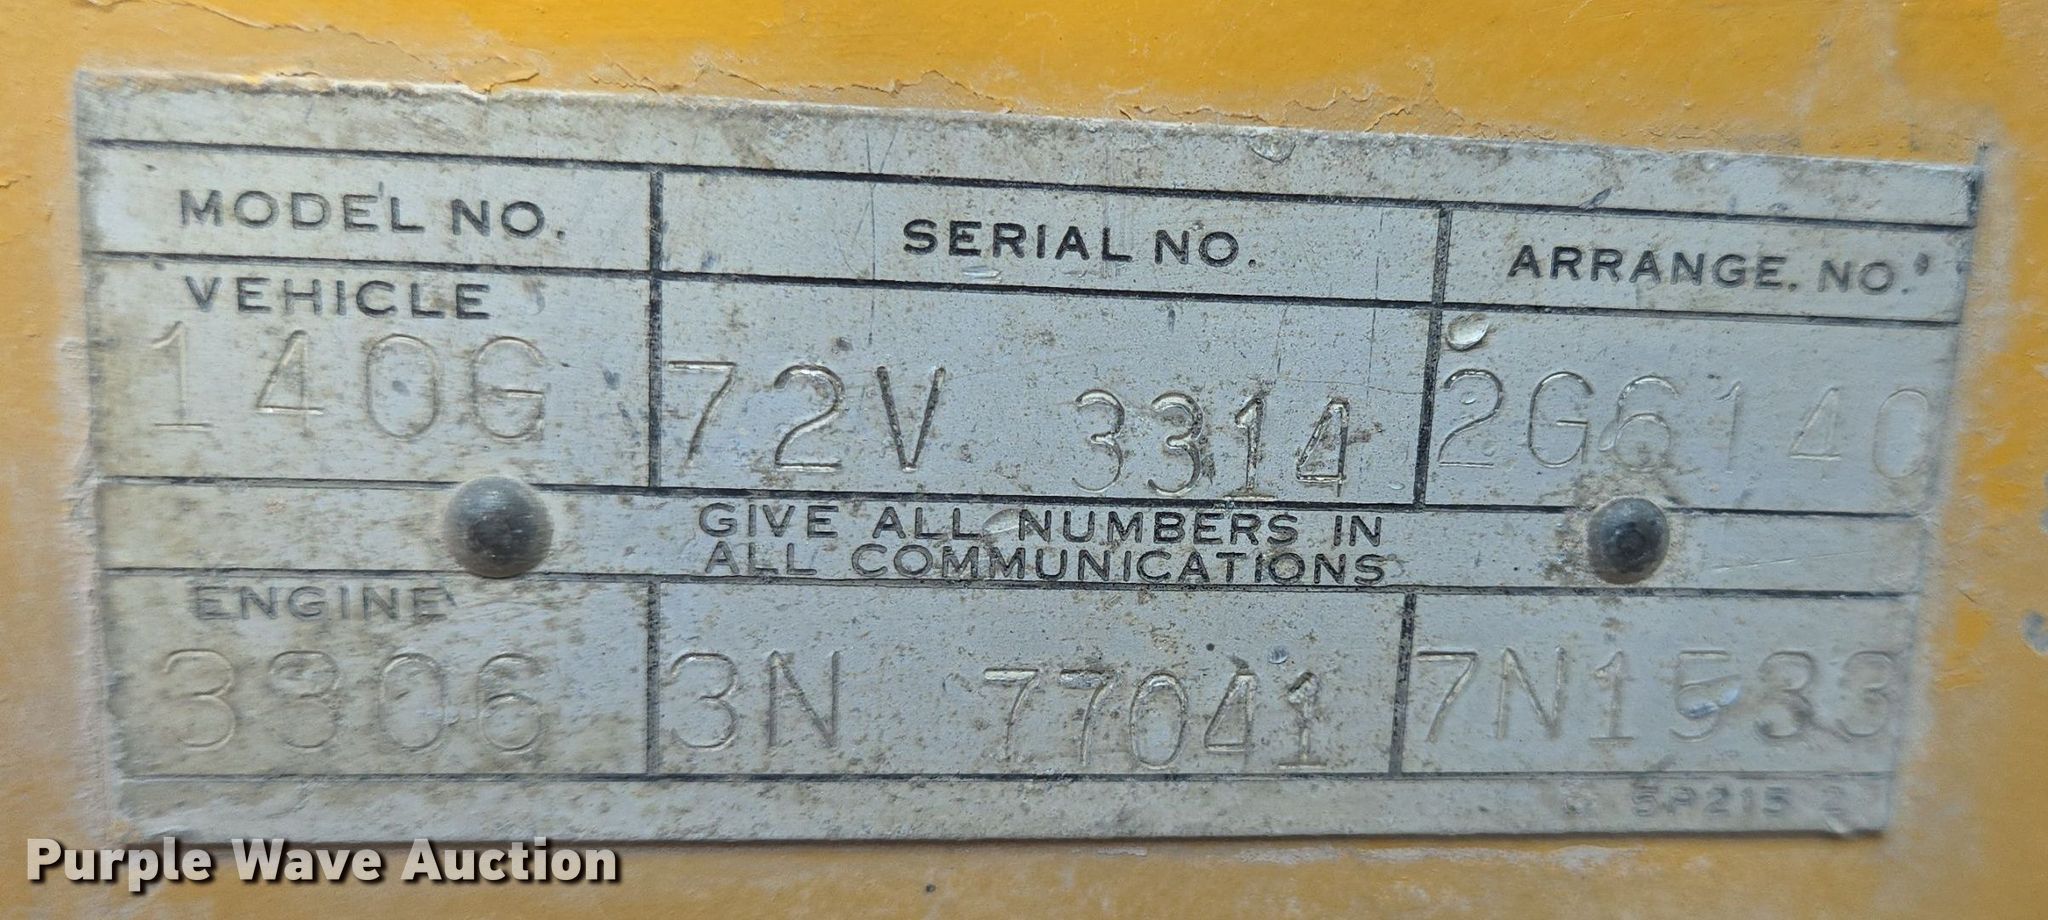 MODEL NO. SERIAL NO. ARRANGE. NO.
VEHICLE
140G 72V 3314 2G6140
GIVE ALL NUMBERS IN
ALL COMMUNICATIONS
ENGINE
3306 3N 77041 7N1533
Purple Wave Auction